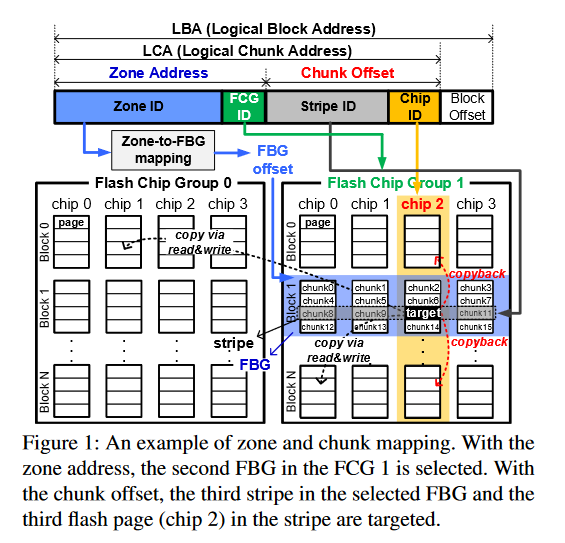 LBA (Logical Block Address)
LCA (Logical Chunk Address)
Zone Address
Chunk Offset
Zone ID
FCG ID
Stripe ID
Chip ID
Block Offset
Zone-to-FBG mapping
FBG offset
Flash Chip Group 0
chip 0 chip 1 chip 2 chip 3
Block 0
page
copy via
read&write
Block 1
stripe
FBG
Block N
Flash Chip Group 1
chip 0 chip 1 chip 2 chip 3
Block 0
page
copyback
Block 1
chunk0 chunk1 chunk2 chunk3
chunk4 chunk5 chunk6 chunk7
chunk8 chunk9 target chunk11
chunk12 chunk13 chunk14 chunk15
copy via
read&write
copyback
Block N
Figure 1: An example of zone and chunk mapping. With the
zone address, the second FBG in the FCG 1 is selected. With
the chunk offset, the third stripe in the selected FBG and the
third flash page (chip 2) in the stripe are targeted.